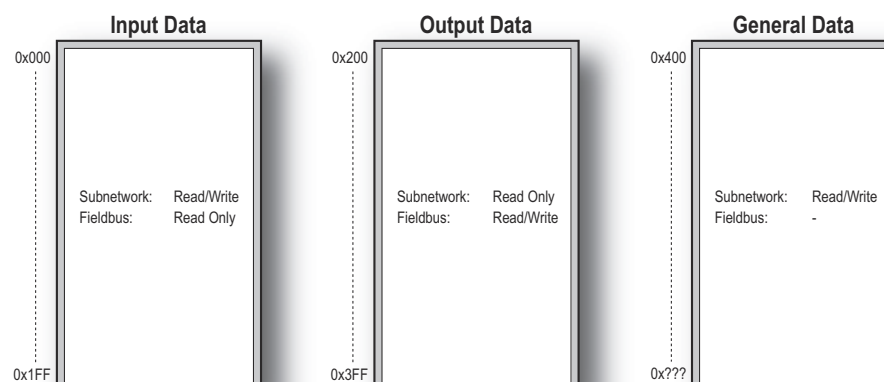 Input Data
0x000
Subnetwork: Read/Write
Fieldbus: Read Only
0x1FF
Output Data
0x200
Subnetwork: Read Only
Fieldbus: Read/Write
0x3FF
General Data
0x400
Subnetwork: Read/Write
Fieldbus: -
0x???